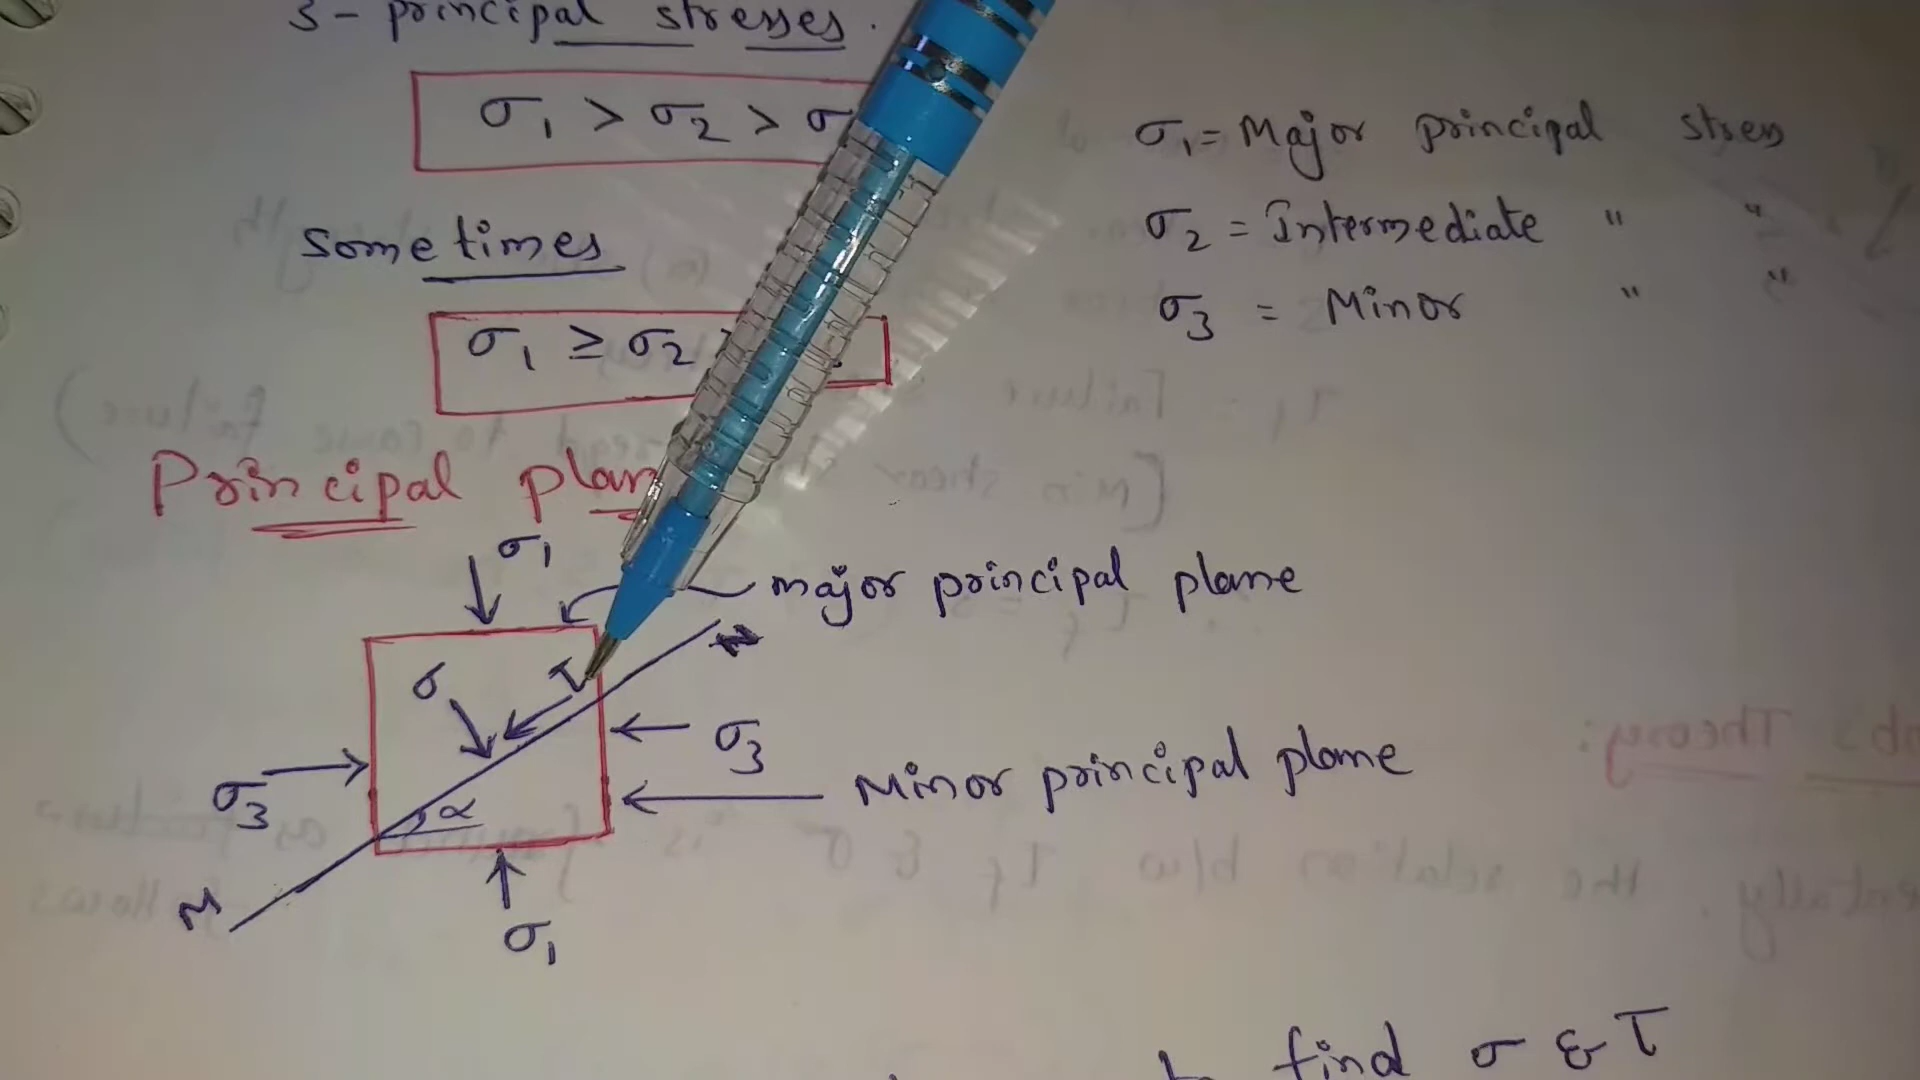 3 - principal stresses.
σ1 > σ2 > σ
σ1 = Major principal stress
sometimes
σ2 = Intermediate " "
σ3 = Minor " "
σ1 ≥ σ2
Principal plan
σ1
major principal plane
N
σ τ
σ3
σ3
Minor principal plane
α
M
σ1
find σ & τ